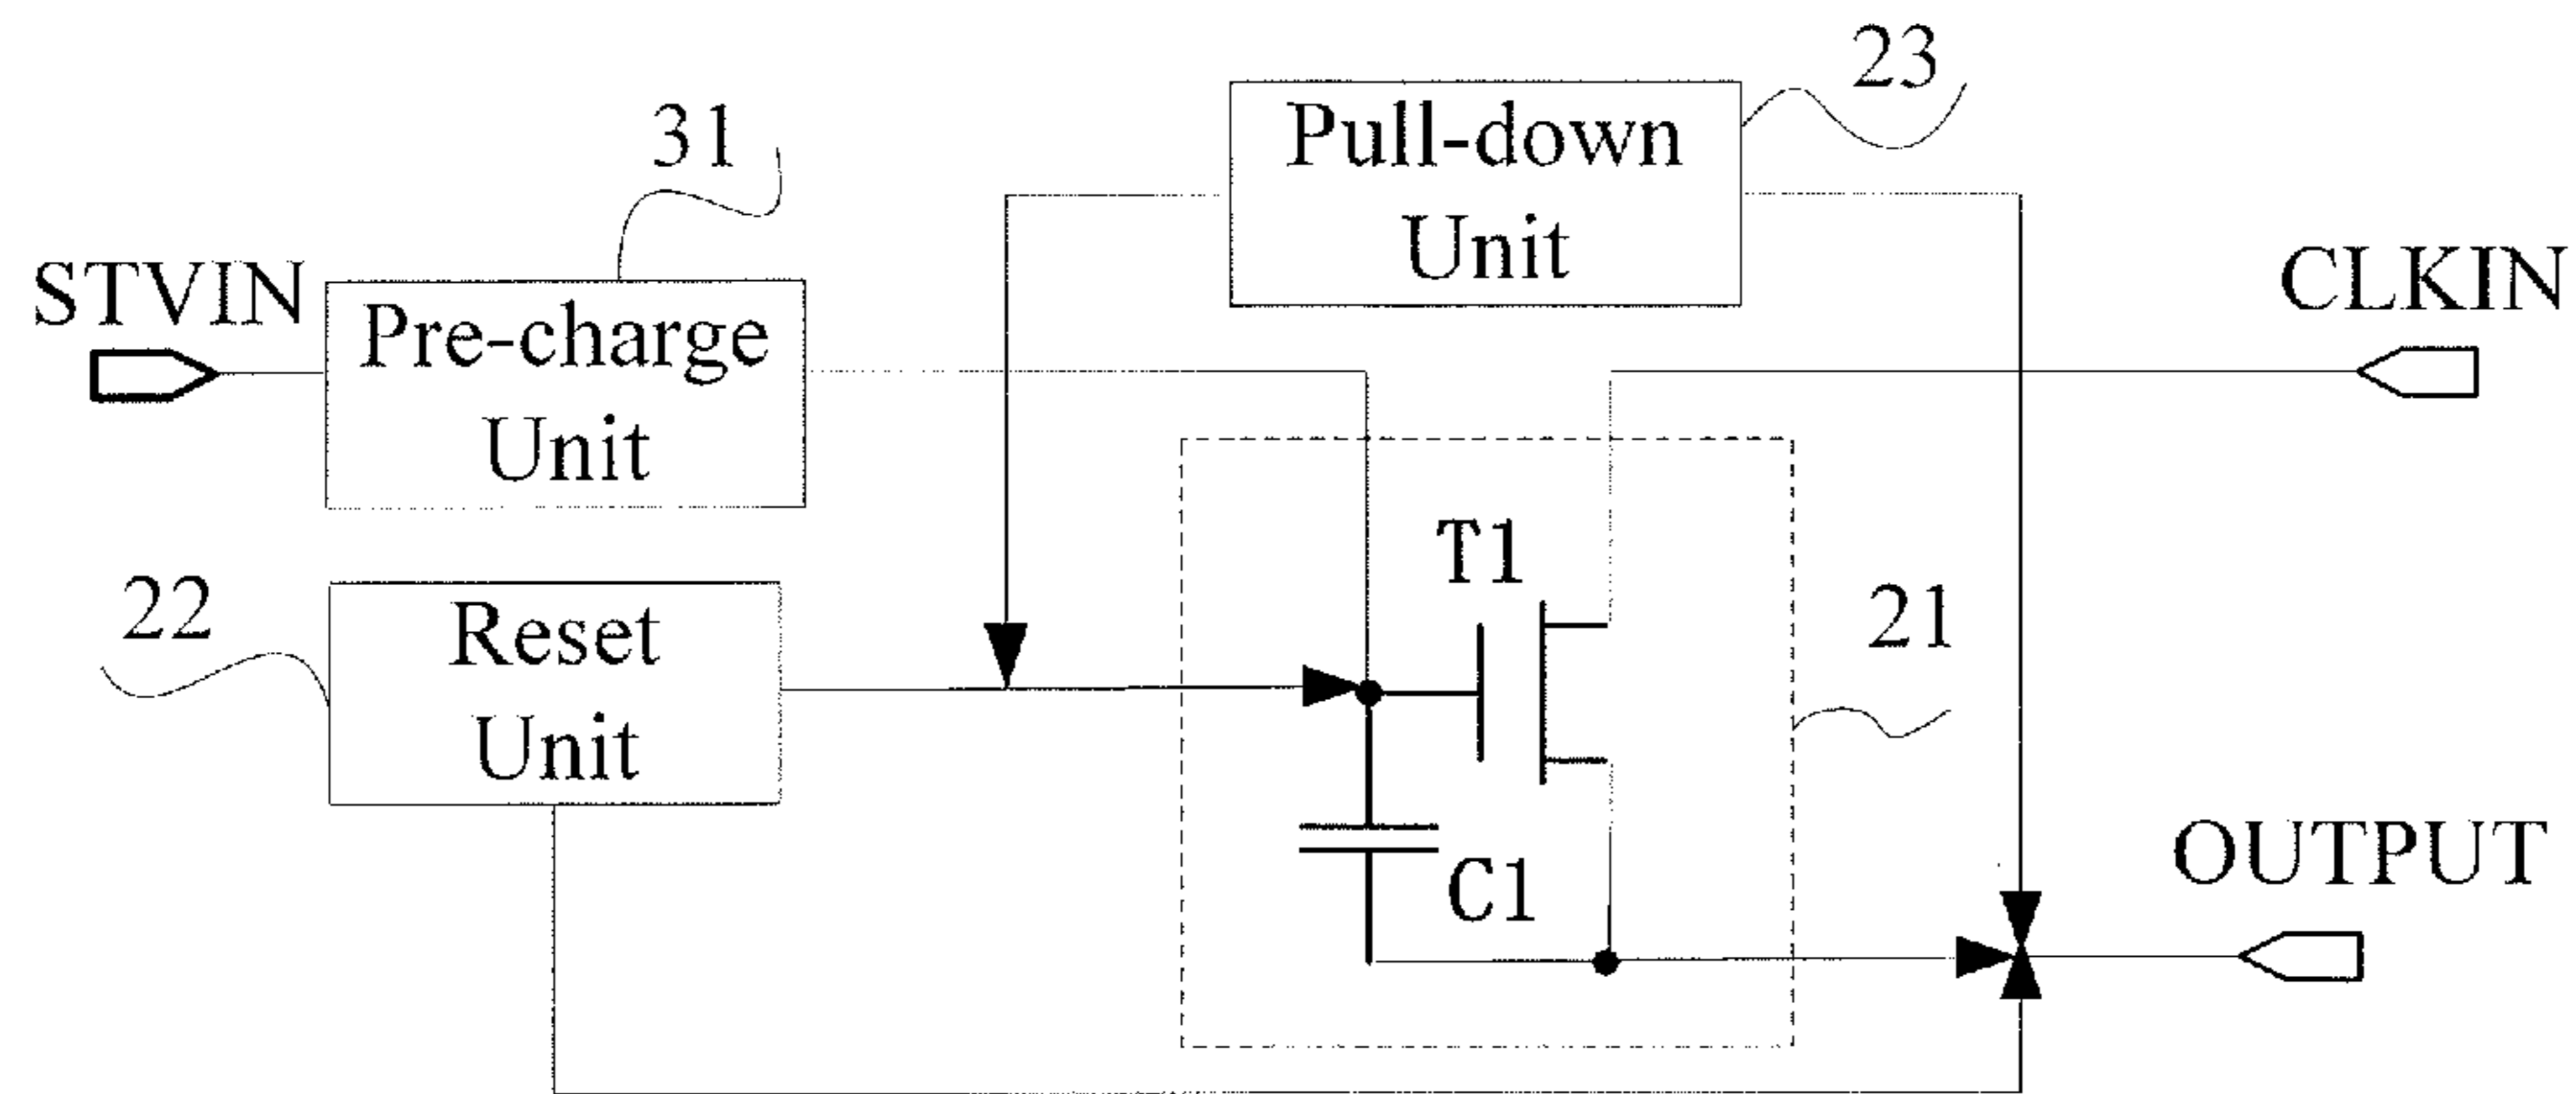 23
Pull-down
Unit
31
STVIN
Pre-charge
Unit
CLKIN
T1
22
Reset
Unit
21
C1
OUTPUT